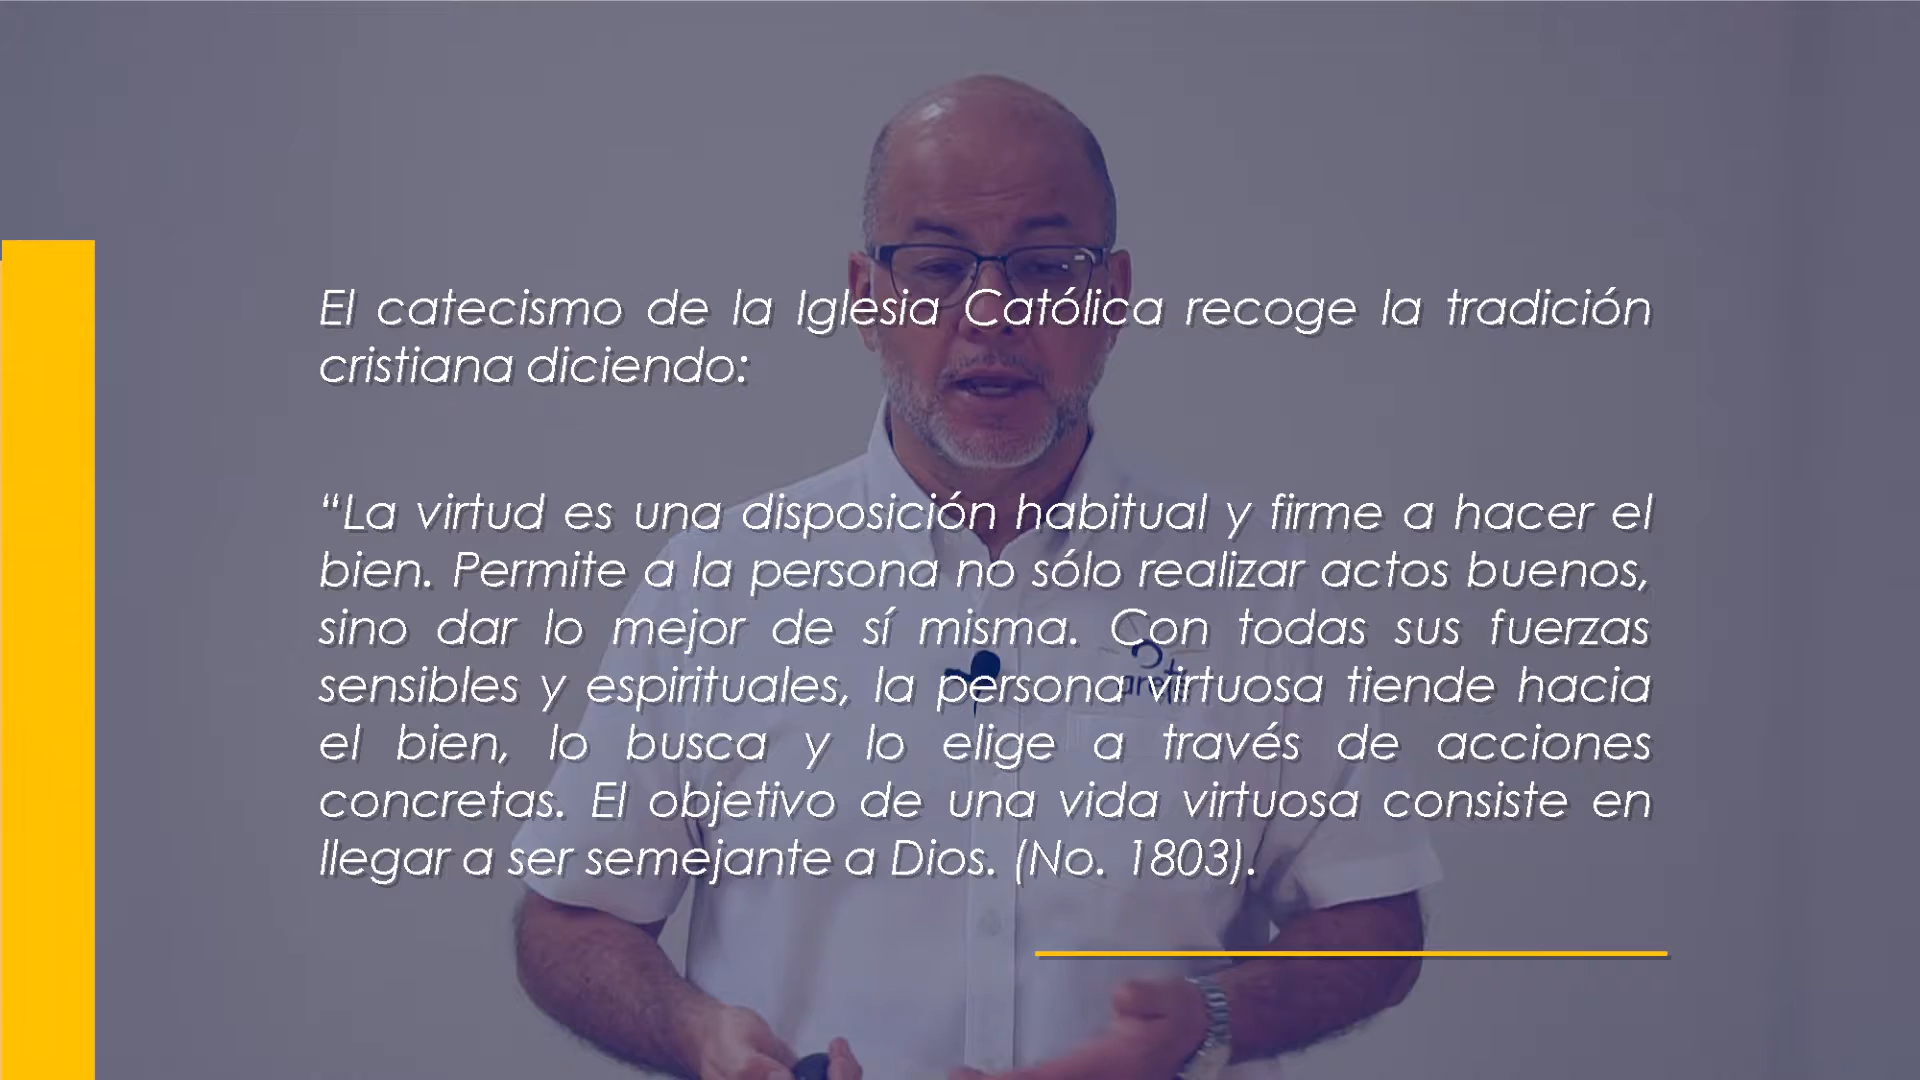 El catecismo de la Iglesia Católica recoge la tradición
cristiana diciendo:
“La virtud es una disposición habitual y firme a hacer el
bien. Permite a la persona no sólo realizar actos buenos,
sino dar lo mejor de sí misma. Con todas sus fuerzas
sensibles y espirituales, la persona virtuosa tiende hacia
el bien, lo busca y lo elige a través de acciones
concretas. El objetivo de una vida virtuosa consiste en
llegar a ser semejante a Dios. (No. 1803).